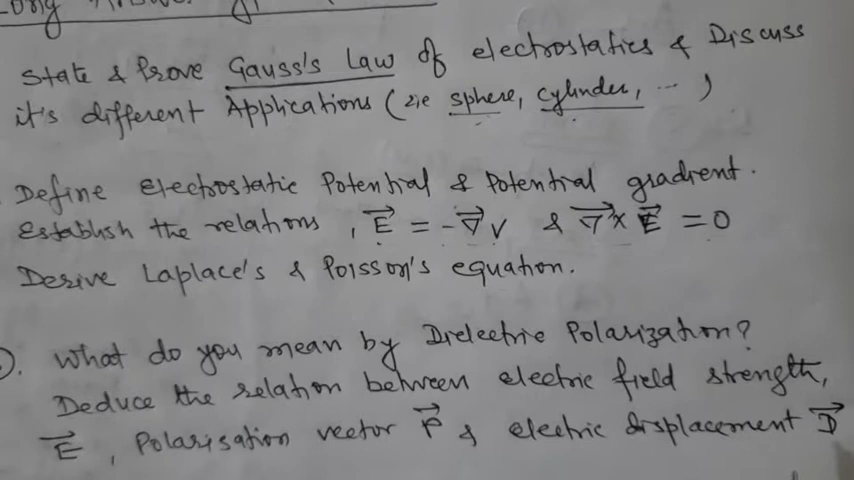 Long Answer
State & Prove Gauss's Law of electrostatics & Discuss
it's different Applications (ie sphere, cylinder, ... )
Define Electrostatic Potential & Potential gradient.
Establish the relations, E⃗ = -∇⃗V & ∇⃗ × E⃗ = 0
Derive Laplace's & Poisson's equation.
). What do you mean by Dielectric Polarization?
Deduce the relation between electric field strength,
E⃗, Polarisation vector P⃗ & electric displacement D⃗